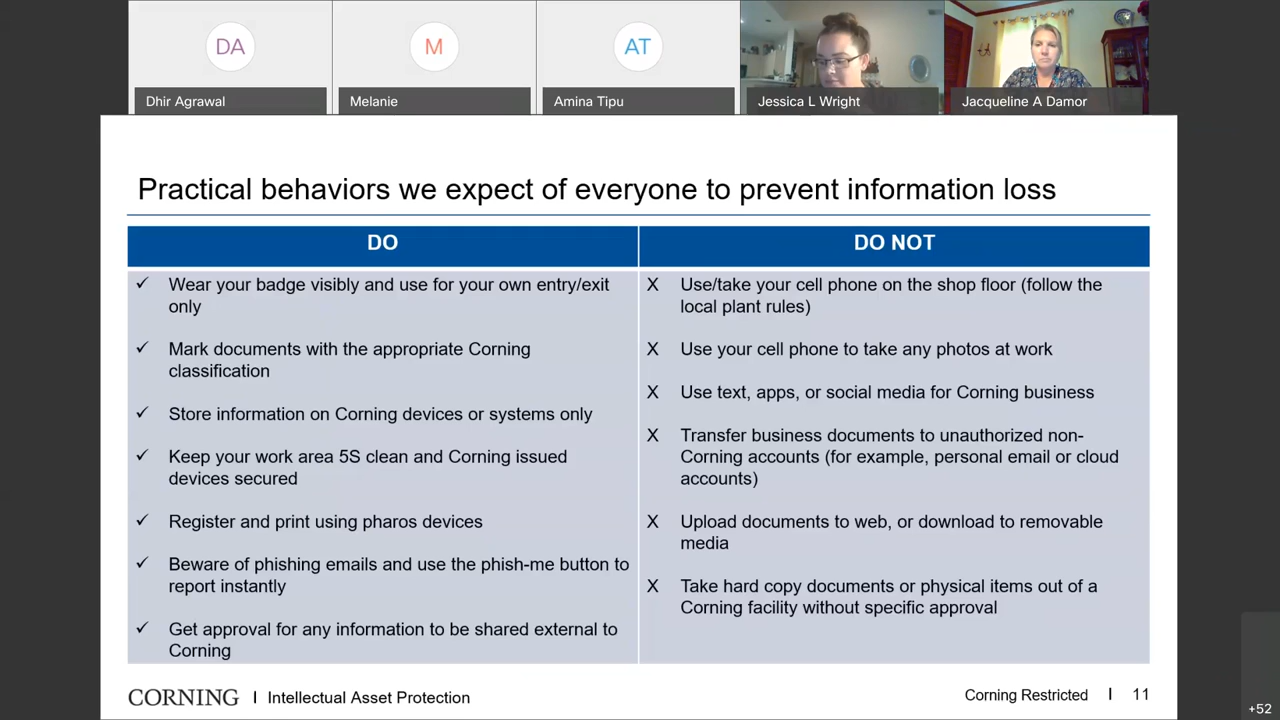 DA
M
AT
Dhir Agrawal
Melanie
Amina Tipu
Jessica L Wright
Jacqueline A Damor
Practical behaviors we expect of everyone to prevent information loss
DO
✓ Wear your badge visibly and use for your own entry/exit
only
✓ Mark documents with the appropriate Corning
classification
✓ Store information on Corning devices or systems only
✓ Keep your work area 5S clean and Corning issued
devices secured
✓ Register and print using pharos devices
✓ Beware of phishing emails and use the phish-me button to
report instantly
✓ Get approval for any information to be shared external to
Corning
DO NOT
X Use/take your cell phone on the shop floor (follow the
local plant rules)
X Use your cell phone to take any photos at work
X Use text, apps, or social media for Corning business
X Transfer business documents to unauthorized non-
Corning accounts (for example, personal email or cloud
accounts)
X Upload documents to web, or download to removable
media
X Take hard copy documents or physical items out of a
Corning facility without specific approval
CORNING | Intellectual Asset Protection
Corning Restricted | 11
+52